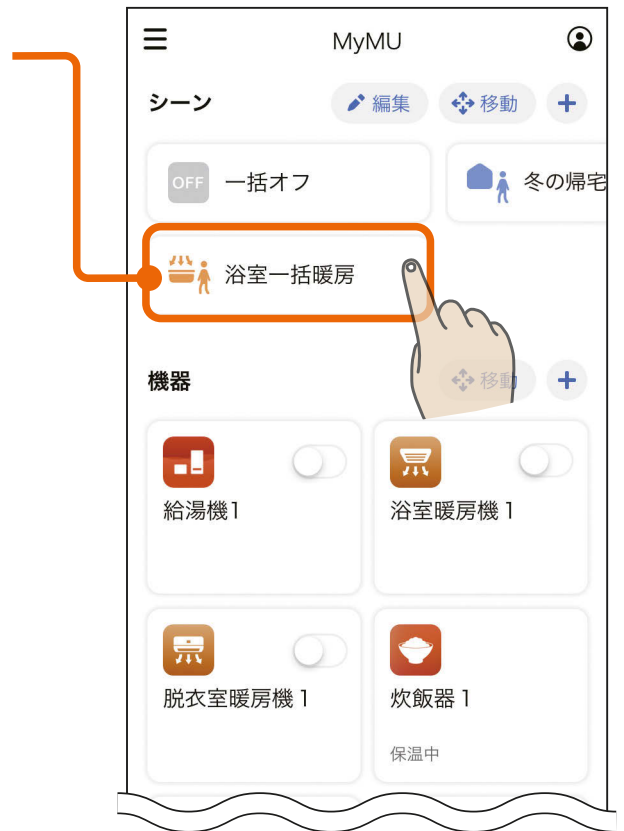 MyMU
シーン
編集
移動
OFF
一括オフ
冬の帰宅
浴室一括暖房
機器
移動
給湯機1
浴室暖房機 1
脱衣室暖房機 1
炊飯器 1
保温中